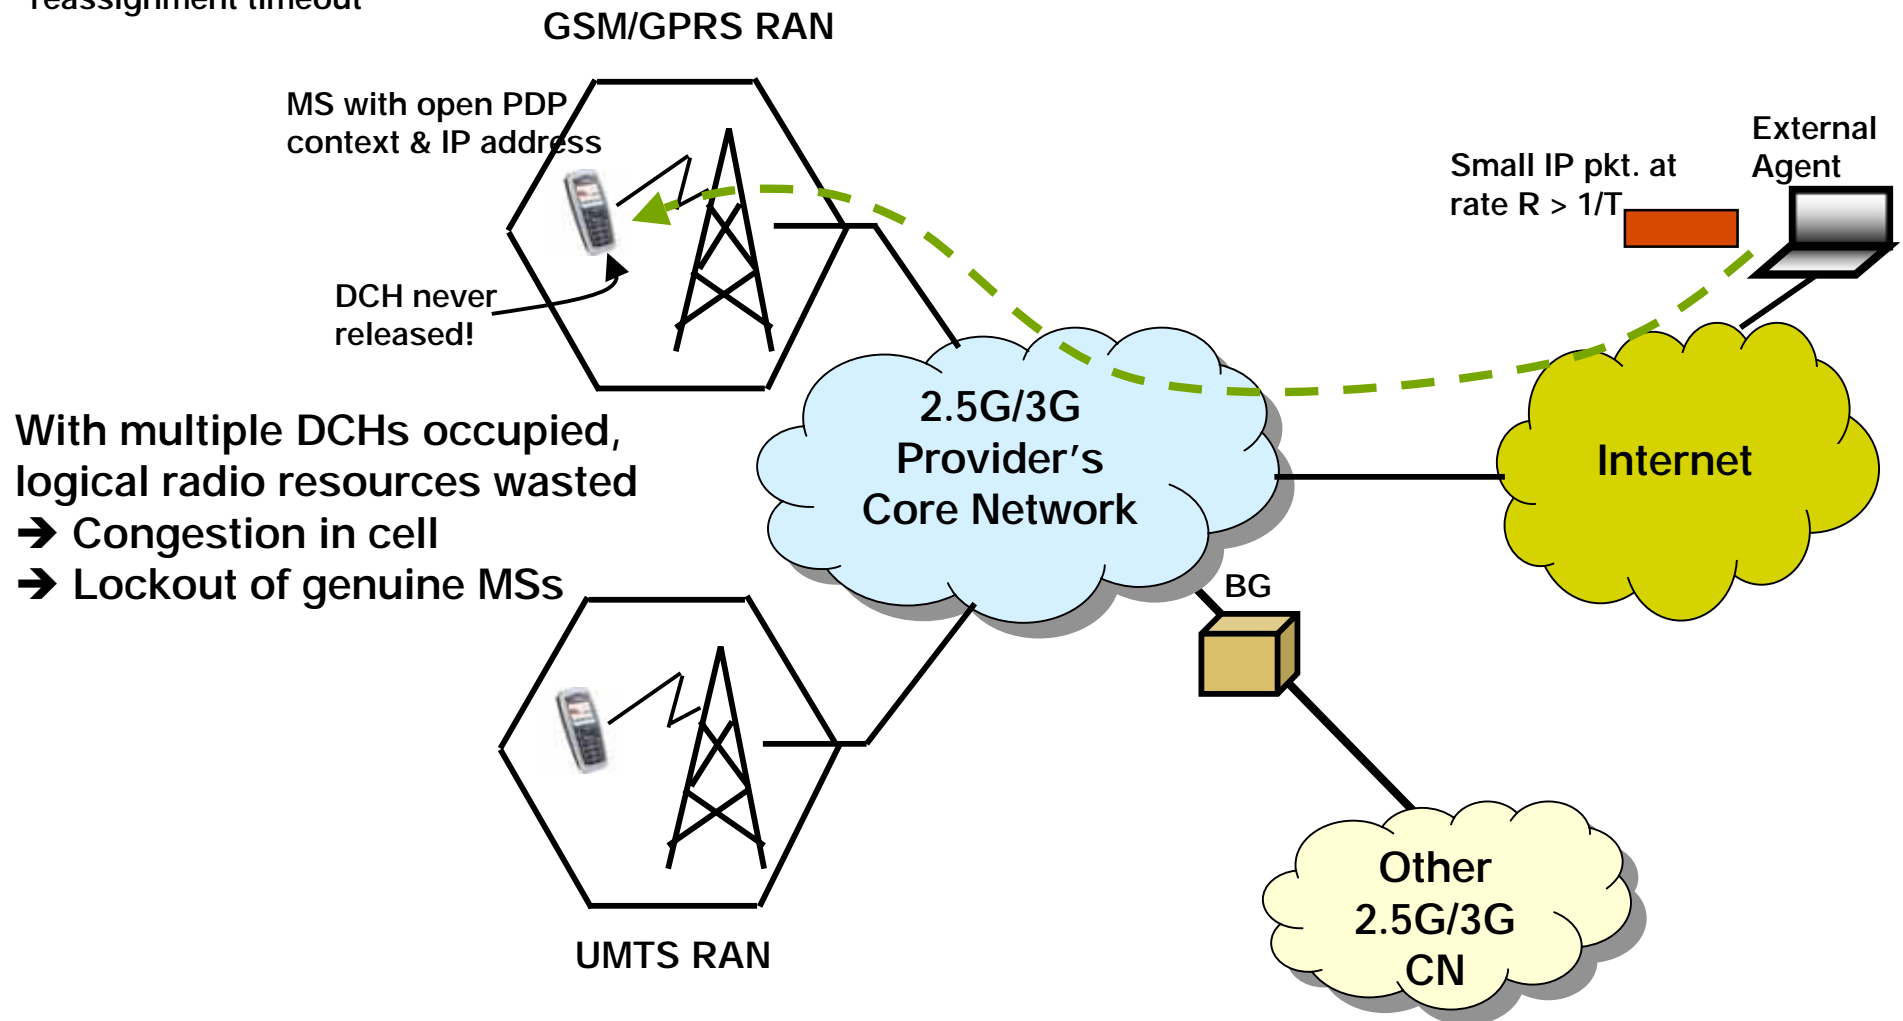 reassignment timeout
GSM/GPRS RAN
MS with open PDP
context & IP address
External
Agent
Small IP pkt. at
rate R > 1/T
DCH never
released!
2.5G/3G
Provider's
Core Network
Internet
With multiple DCHs occupied,
logical radio resources wasted
➔ Congestion in cell
➔ Lockout of genuine MSs
BG
Other
2.5G/3G
CN
UMTS RAN